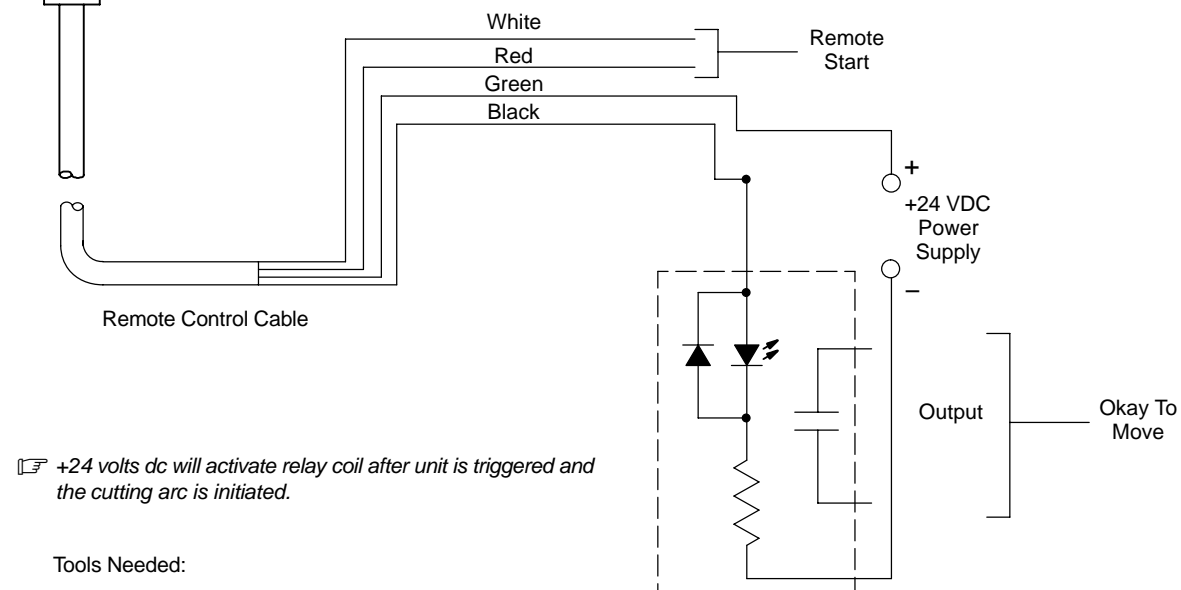 White
Red
Green
Black
Remote
Start
+
+24 VDC
Power
Supply
−
Remote Control Cable
Output
Okay To
Move
☞ +24 volts dc will activate relay coil after unit is triggered and
the cutting arc is initiated.
Tools Needed: